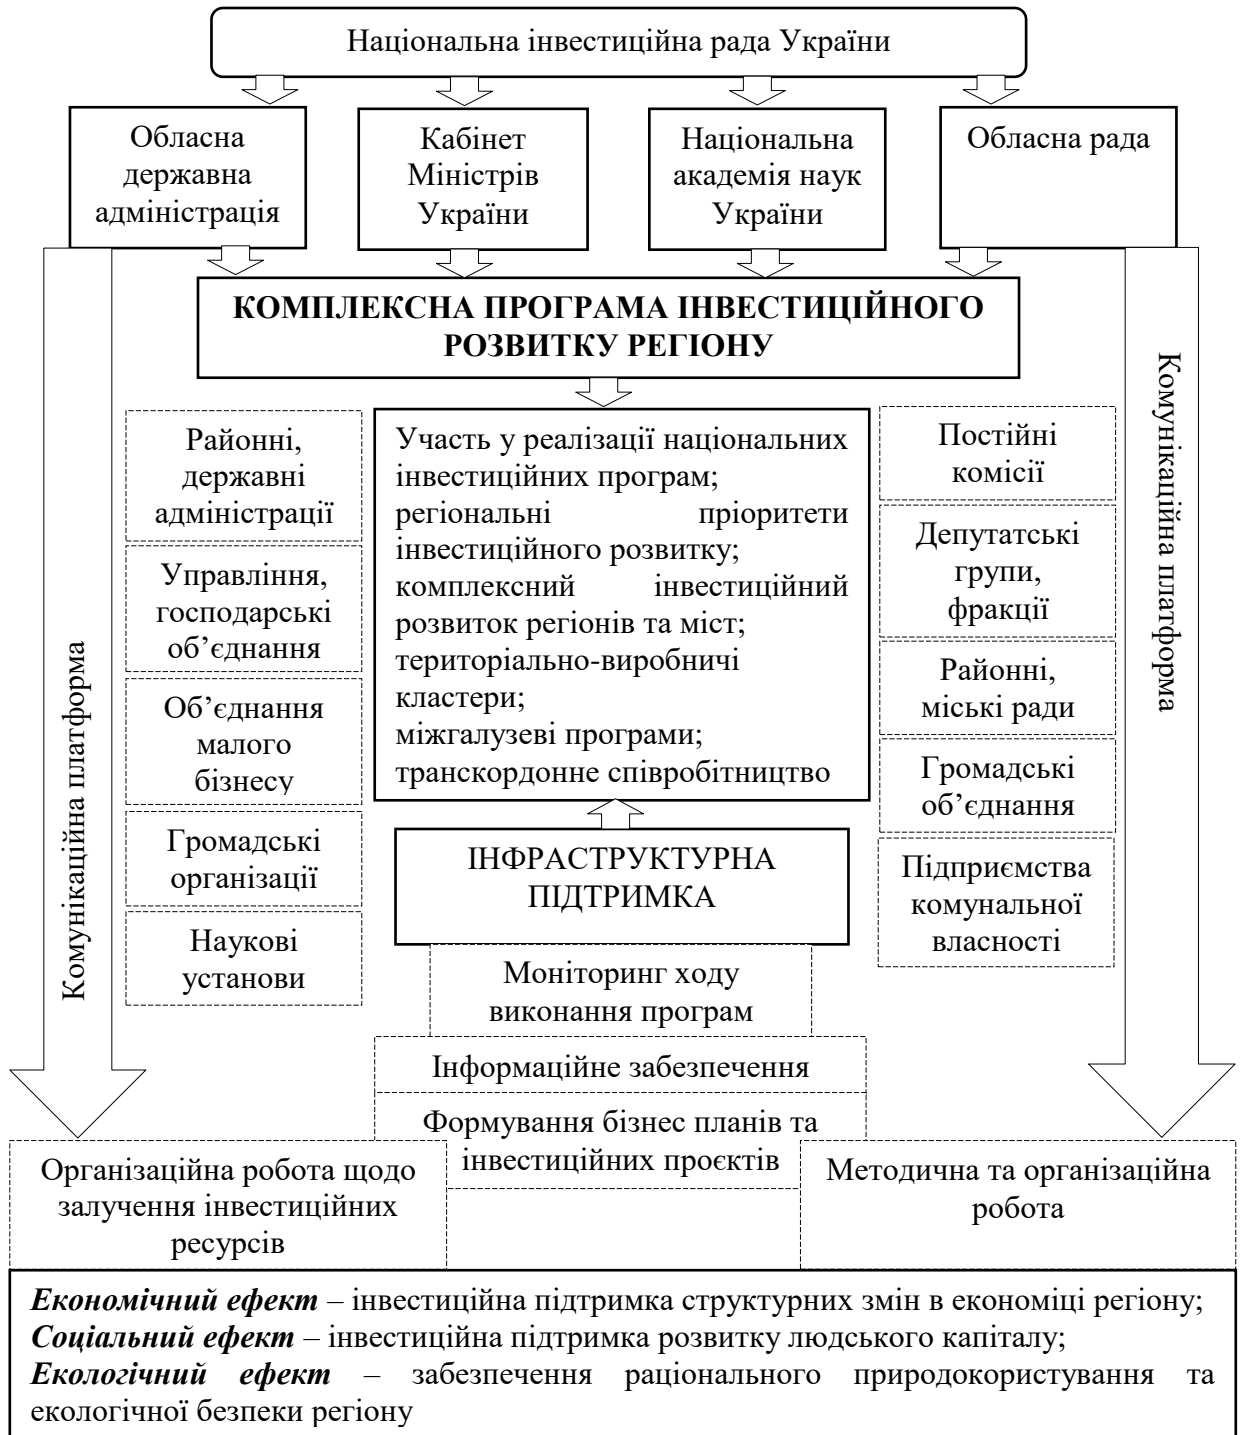 Національна інвестиційна рада України
Обласна
державна
адміністрація
Кабінет
Міністрів
України
Національна
академія наук
України
Обласна рада
КОМПЛЕКСНА ПРОГРАМА ІНВЕСТИЦІЙНОГО
РОЗВИТКУ РЕГІОНУ
Комунікаційна платформа
Районні,
державні
адміністрації
Управління,
господарські
об’єднання
Об’єднання
малого
бізнесу
Громадські
організації
Наукові
установи
Участь у реалізації національних
інвестиційних програм;
регіональні пріоритети
інвестиційного розвитку;
комплексний інвестиційний
розвиток регіонів та міст;
територіально-виробничі
кластери;
міжгалузеві програми;
транскордонне співробітництво
Постійні
комісії
Депутатські
групи,
фракції
Районні,
міські ради
Громадські
об’єднання
Підприємства
комунальної
власності
Комунікаційна платформа
ІНФРАСТРУКТУРНА
ПІДТРИМКА
Моніторинг ходу
виконання програм
Інформаційне забезпечення
Формування бізнес планів та
інвестиційних проєктів
Організаційна робота щодо
залучення інвестиційних
ресурсів
Методична та організаційна
робота
Економічний ефект – інвестиційна підтримка структурних змін в економіці регіону;
Соціальний ефект – інвестиційна підтримка розвитку людського капіталу;
Екологічний ефект – забезпечення раціонального природокористування та
екологічної безпеки регіону